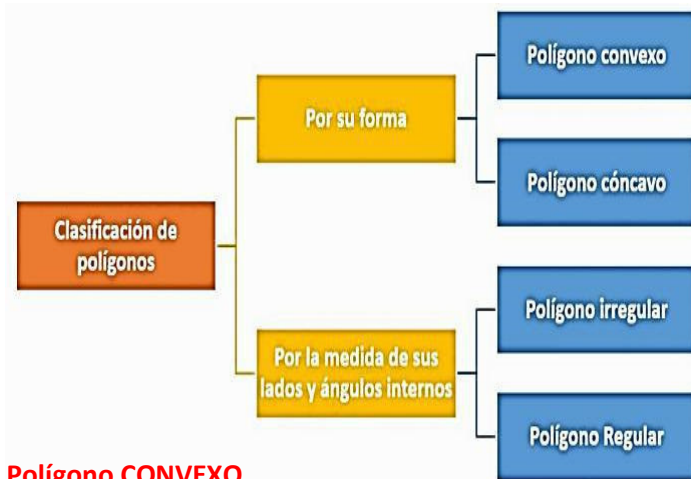 Clasificación de
polígonos
Por su forma
Polígono convexo
Polígono cóncavo
Por la medida de sus
lados y ángulos internos
Polígono irregular
Polígono Regular
Polígono CONVEXO